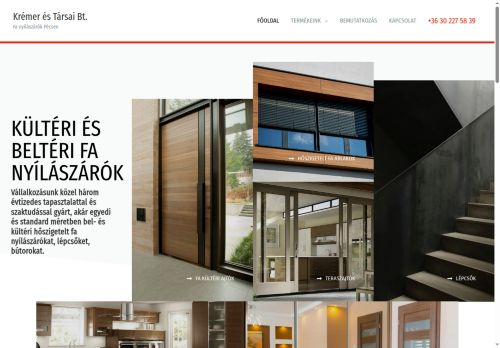 Krémer és Társai Bt.
Fa nyílászárók Pécsen
FŐOLDAL
TERMÉKEINK
BEMUTATKOZÁS
KAPCSOLAT
+36 30 227 58 39
KÜLTÉRI ÉS
BELTÉRI FA
NYÍLÁSZÁRÓK
Vállalkozásunk közel három
évtizedes tapasztalattal és
szaktudással gyárt, akár egyedi
és standard méretben bel- és
kültéri hőszigetelt fa
nyílászárókat, lépcsőket,
bútorokat.
HŐSZIGETELT FA ABLAKOK
FA KÜLTÉRI AJTÓK
TERASZAJTÓK
LÉPCSŐK